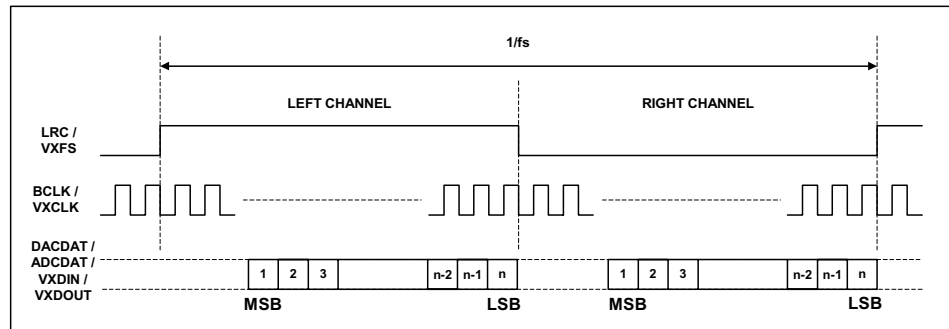 1/fs
LEFT CHANNEL RIGHT CHANNEL
LRC /
VXFS
BCLK /
VXCLK
DACDAT /
ADCDAT /
VXDIN /
VXDOUT
1 2 3 n-2 n-1 n 1 2 3 n-2 n-1 n
MSB LSB MSB LSB